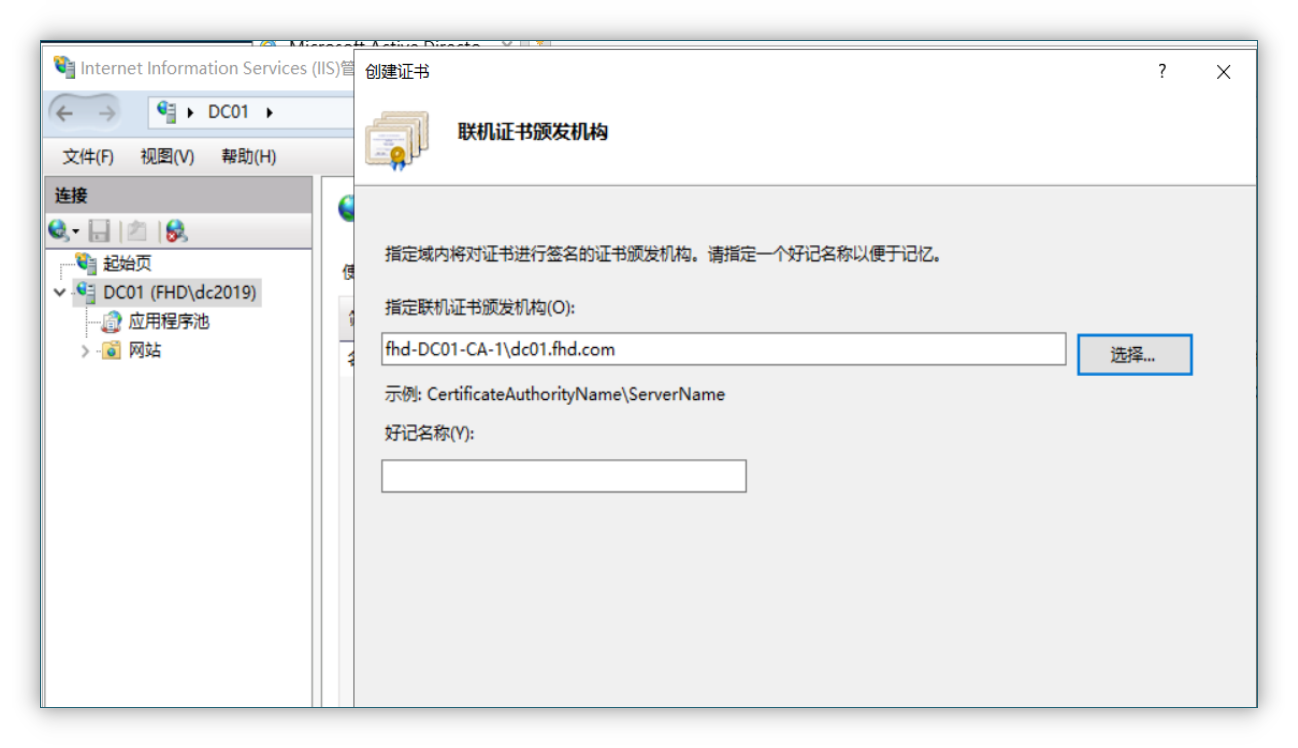 Microsoft Active Directo
Internet Information Services (IIS)管
创建证书
?
DC01
文件(F) 视图(V) 帮助(H)
联机证书颁发机构
连接
起始页
DC01 (FHD\dc2019)
应用程序池
网站
使
指定域内将对证书进行签名的证书颁发机构。请指定一个好记名称以便于记忆。
指定联机证书颁发机构(O):
fhd-DC01-CA-1\dc01.fhd.com
选择...
示例: CertificateAuthorityName\ServerName
好记名称(Y):